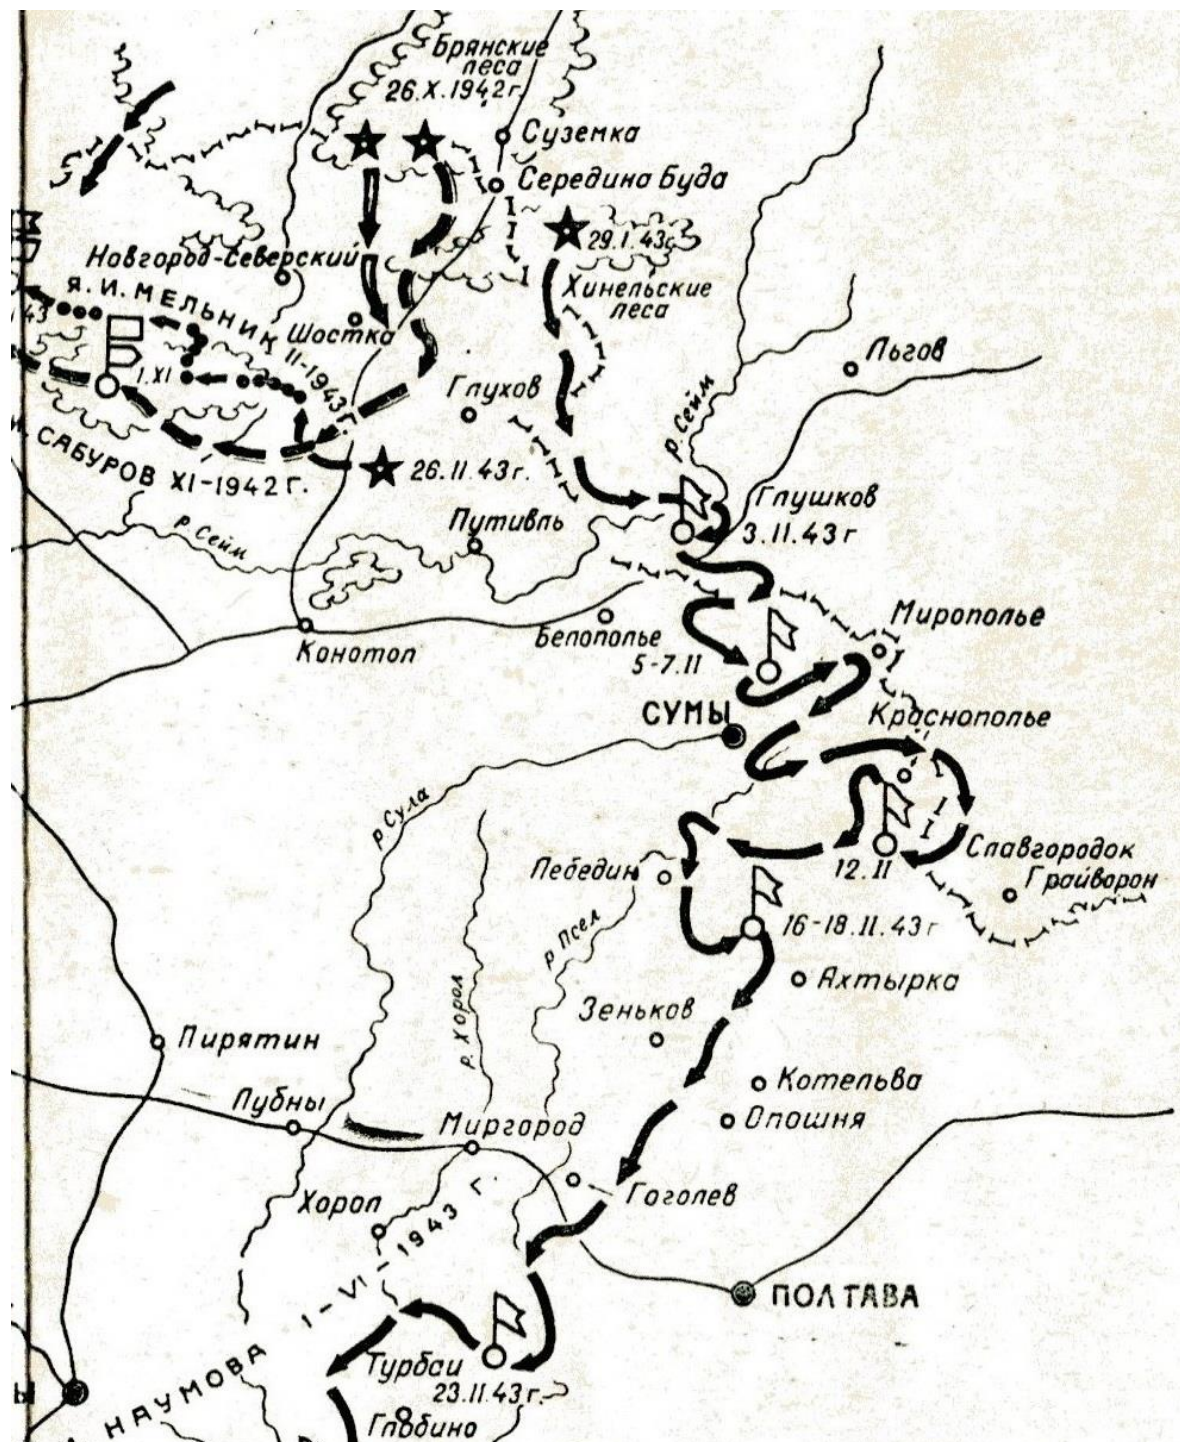 Брянские
леса
26.X.1942г.
Суземка
Середина Буда
29.I.43г
Новгород-Северский
Хинельские
леса
Я. И. МЕЛЬНИК II-1943 Г.
43
Шостка
1.XI
Льгов
Глухов
р. Сейм
САБУРОВ XI-1942 Г.
26.II.43г.
Глушков
3.II.43г
р. Сейм
Путивль
Белополье
Мирополье
Конотоп
5-7.II
СУМЫ
Краснополье
р. Сула
12.II
Славгородок
Лебедин
Грайворон
16-18.II.43г
р. Псел
Ахтырка
р. Хорол
Зеньков
Пирятин
Котельва
Лубны
Опошня
Миргород
Гоголев
Хорол
ПОЛТАВА
НАУМОВА I-VI-1943 Г.
Турбаи
23.II.43г.
Глобино